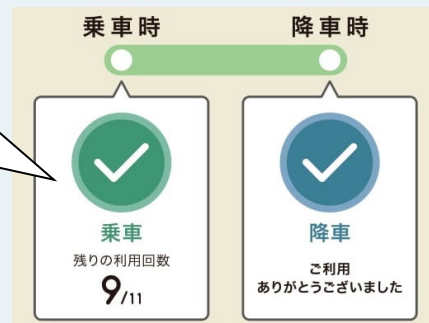 乗車時
降車時
乗車
残りの利用回数
9/11
降車
ご利用
ありがとうございました